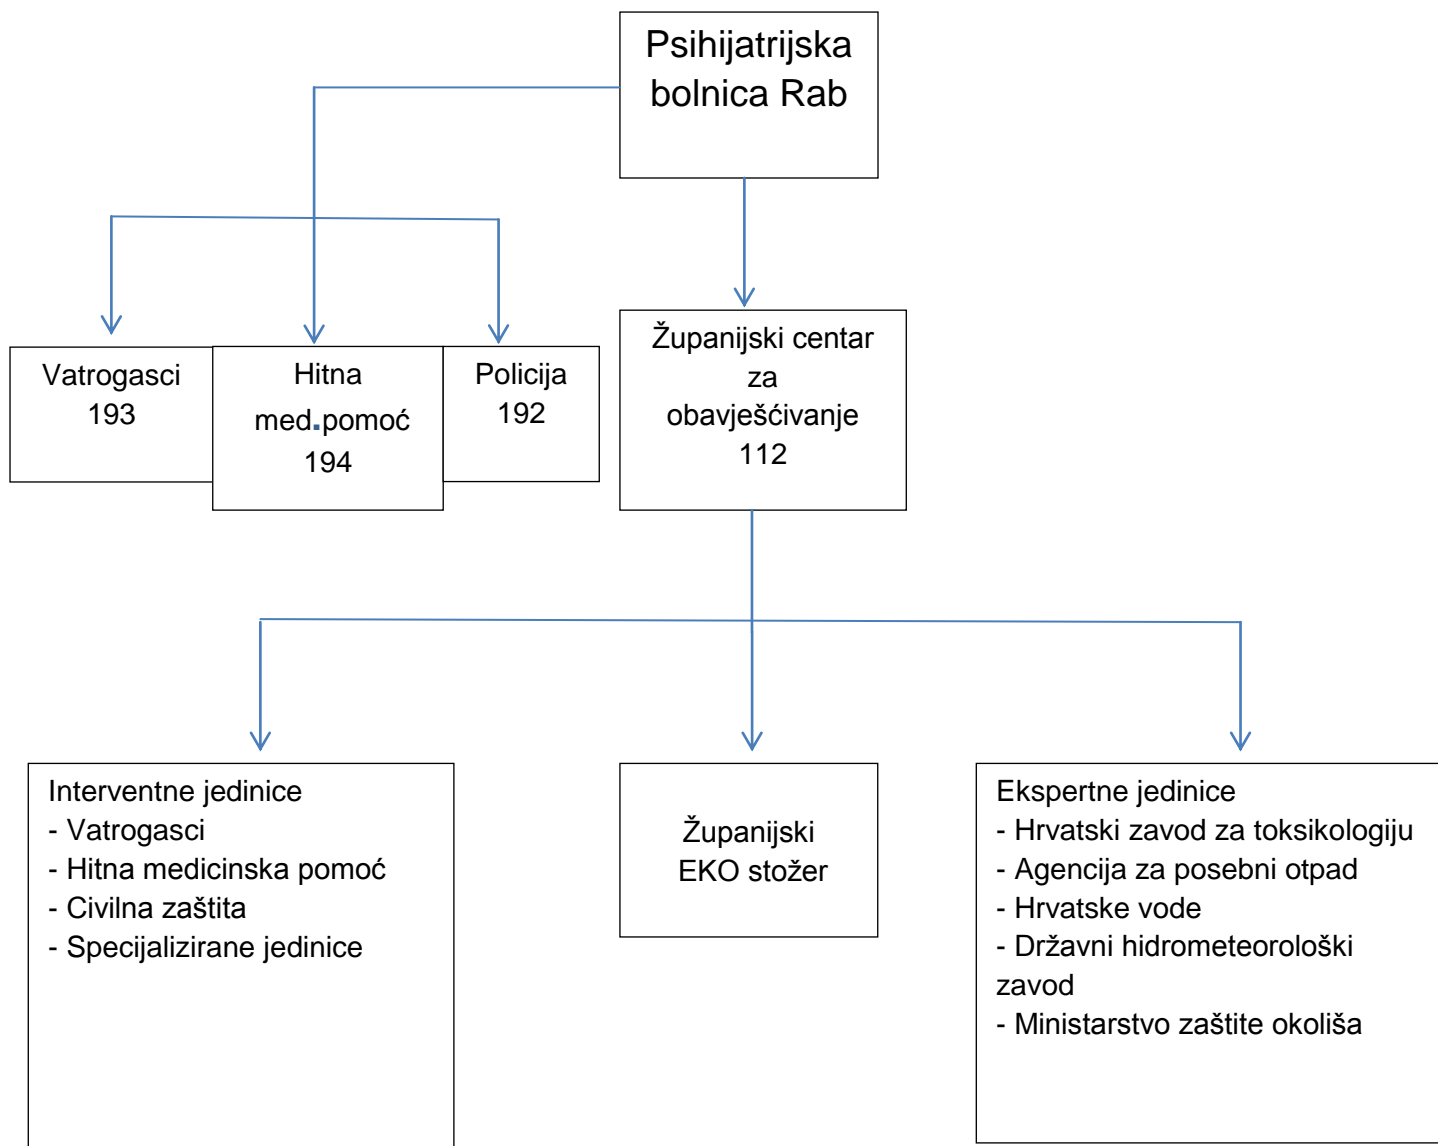 Psihijatrijska
bolnica Rab
Vatrogasci
193
Hitna
med.pomoć
194
Policija
192
Županijski centar
za
obavješćivanje
112
Interventne jedinice
- Vatrogasci
- Hitna medicinska pomoć
- Civilna zaštita
- Specijalizirane jedinice
Županijski
EKO stožer
Ekspertne jedinice
- Hrvatski zavod za toksikologiju
- Agencija za posebni otpad
- Hrvatske vode
- Državni hidrometeorološki
zavod
- Ministarstvo zaštite okoliša